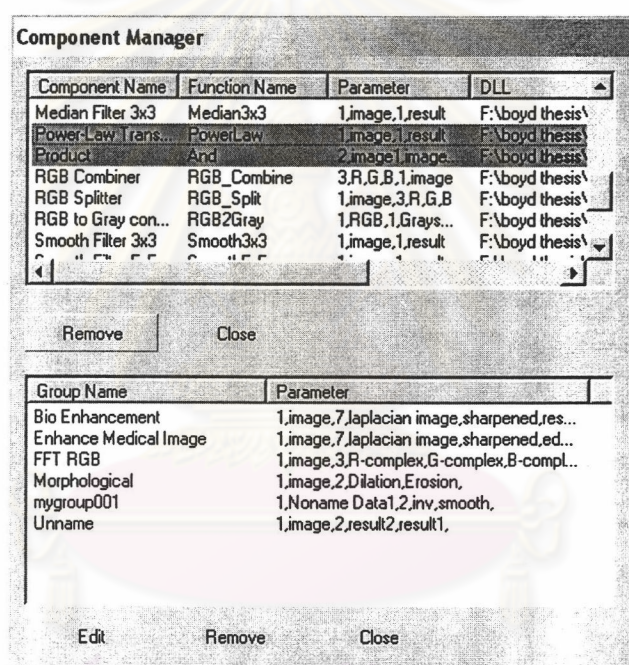 Component Manager
Component Name Function Name Parameter DLL
Median Filter 3x3 Median3x3 1,image,1,result F:\boyd thesis\
Power-Law Trans... PowerLaw 1,image,1,result F:\boyd thesis\
Product And 2,image1,image... F:\boyd thesis\
RGB Combiner RGB_Combine 3,R,G,B,1,image F:\boyd thesis\
RGB Splitter RGB_Split 1,image,3,R,G,B F:\boyd thesis\
RGB to Gray con... RGB2Gray 1,RGB,1,Grays... F:\boyd thesis\
Smooth Filter 3x3 Smooth3x3 1,image,1,result F:\boyd thesis\
Remove Close
Group Name Parameter
Bio Enhancement 1,image,7,laplacian image,sharpened,res...
Enhance Medical Image 1,image,7,laplacian image,sharpened,ed...
FFT RGB 1,image,3,R-complex,G-complex,B-compl...
Morphological 1,image,2,Dilation,Erosion,
mygroup001 1,Noname Data1,2,inv,smooth,
Unname 1,image,2,result2,result1,
Edit Remove Close